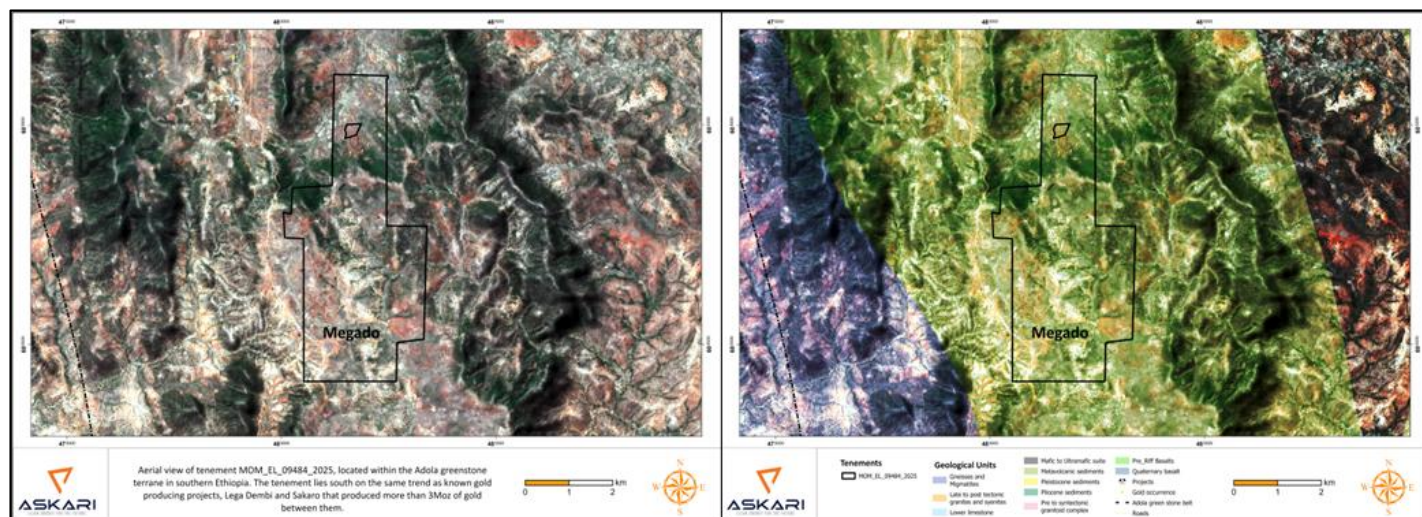 Megado
ASKARI
Aerial view of tenement MOM_EL_09484_2025, located within the Adola greenstone
terrane in southern Ethiopia. The tenement lies south on the same trend as known gold
producing projects, Lega Dembi and Sakaro that produced more than 3Moz of gold
between them.
0 1 2 km
N
W E
S
Megado
ASKARI
Tenements
MOM_EL_09484_2025
Geological Units
Gneisses and
Migmatites
Late to post tectonic
granites and syenites
Lower limestone
Mafic to Ultramafic suite
Metavolcanic sediments
Pleistocene sediments
Pliocene sediments
Pre to syntectonic
granitoid complex
Pre_Rift Basalts
Quaternary basalt
Projects
Gold occurrence
Adola green stone belt
Roads
0 1 2 km
N
W E
S